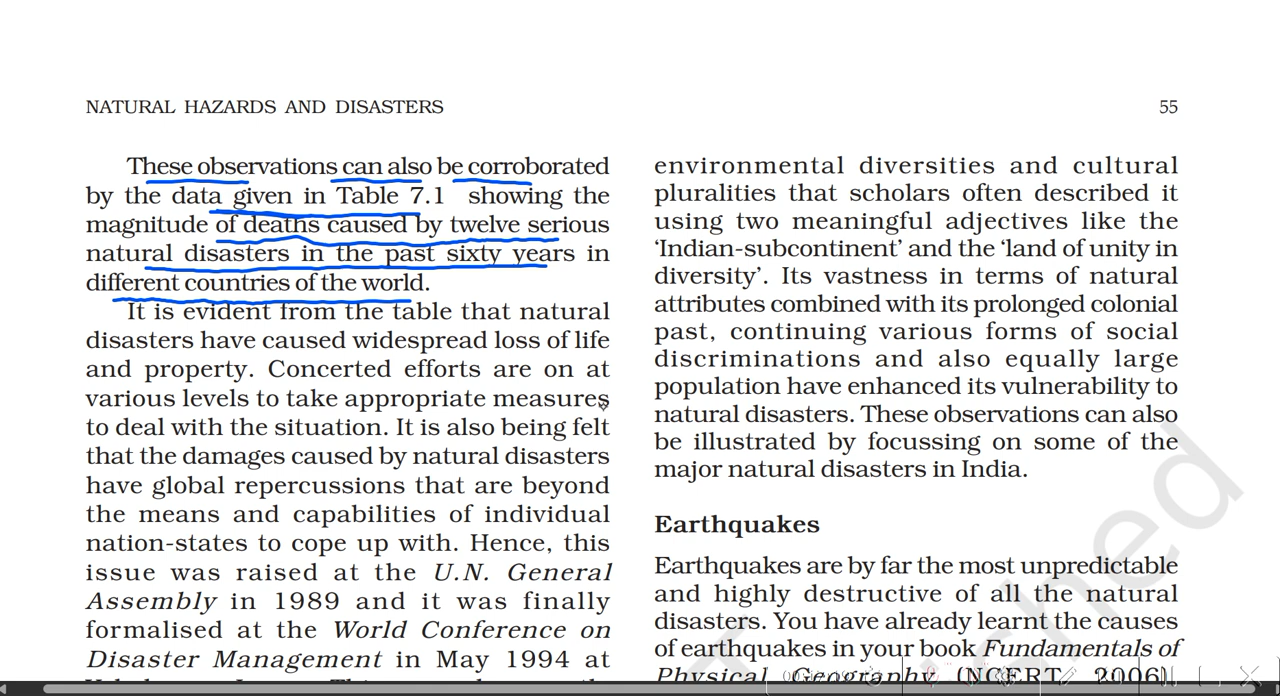 NATURAL HAZARDS AND DISASTERS
55
These observations can also be corroborated
by the data given in Table 7.1 showing the
magnitude of deaths caused by twelve serious
natural disasters in the past sixty years in
different countries of the world.
It is evident from the table that natural
disasters have caused widespread loss of life
and property. Concerted efforts are on at
various levels to take appropriate measures
to deal with the situation. It is also being felt
that the damages caused by natural disasters
have global repercussions that are beyond
the means and capabilities of individual
nation-states to cope up with. Hence, this
issue was raised at the U.N. General
Assembly in 1989 and it was finally
formalised at the World Conference on
Disaster Management in May 1994 at
environmental diversities and cultural
pluralities that scholars often described it
using two meaningful adjectives like the
‘Indian-subcontinent’ and the ‘land of unity in
diversity’. Its vastness in terms of natural
attributes combined with its prolonged colonial
past, continuing various forms of social
discriminations and also equally large
population have enhanced its vulnerability to
natural disasters. These observations can also
be illustrated by focussing on some of the
major natural disasters in India.
Earthquakes
Earthquakes are by far the most unpredictable
and highly destructive of all the natural
disasters. You have already learnt the causes
of earthquakes in your book Fundamentals of
Physical Geography (NCERT, 2006)